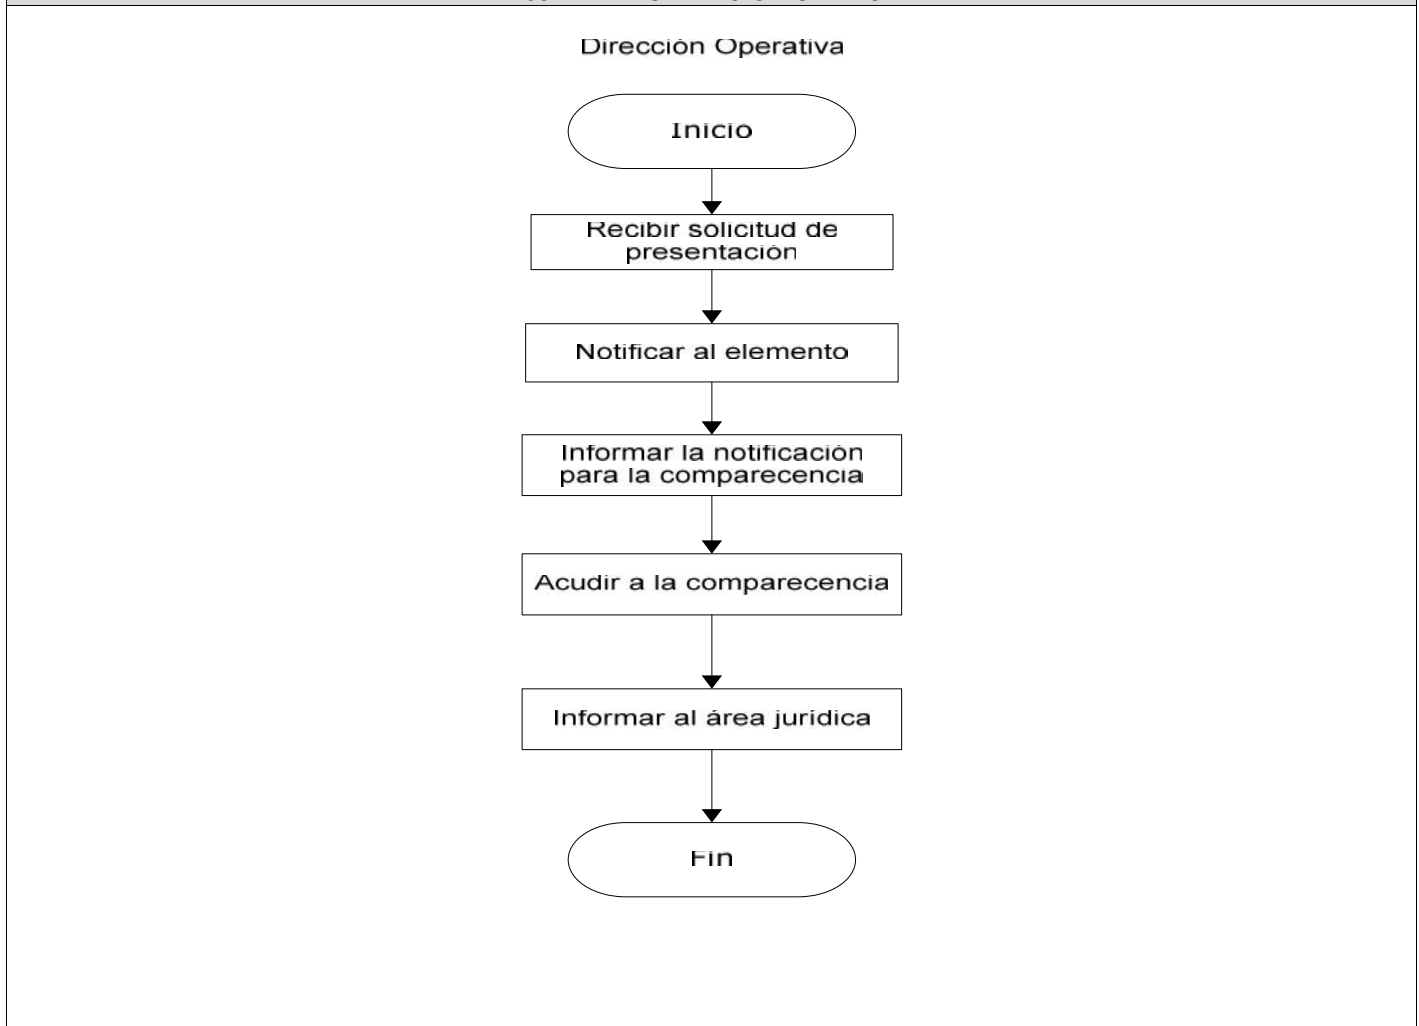 Dirección Operativa
Inicio
Recibir solicitud de
presentación
Notificar al elemento
Informar la notificación
para la comparecencia
Acudir a la comparecencia
Informar al área jurídica
Fin